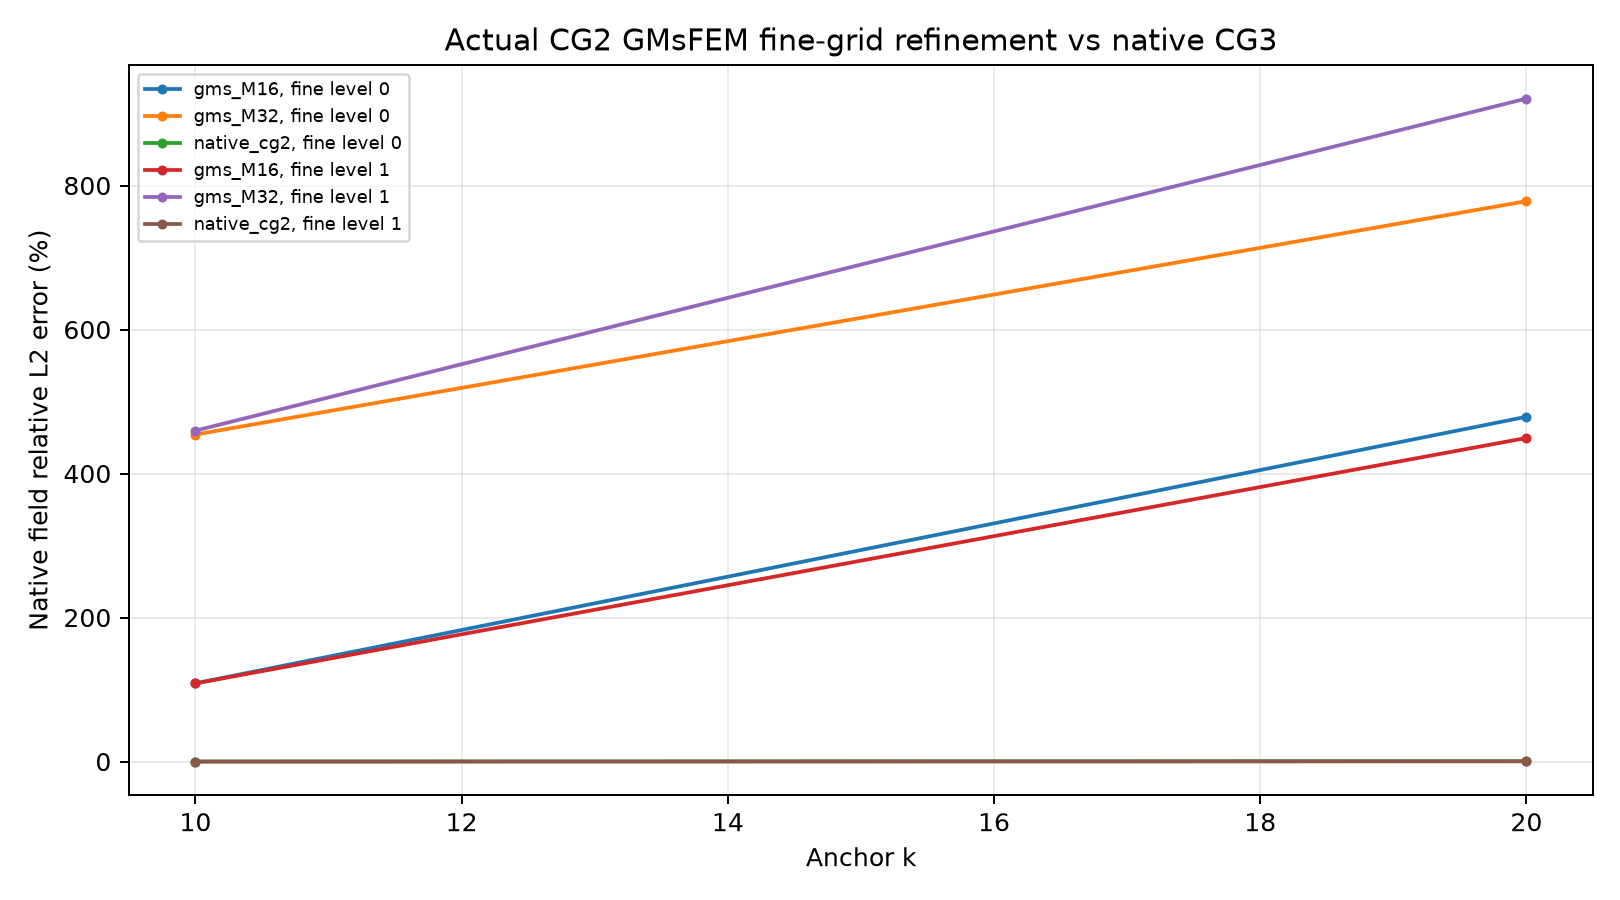 Actual CG2 GMsFEM fine-grid refinement vs native CG3
gms_M16, fine level 0
gms_M32, fine level 0
native_cg2, fine level 0
gms_M16, fine level 1
gms_M32, fine level 1
native_cg2, fine level 1
Native field relative L2 error (%)
800
600
400
200
0
10 12 14 16 18 20
Anchor k